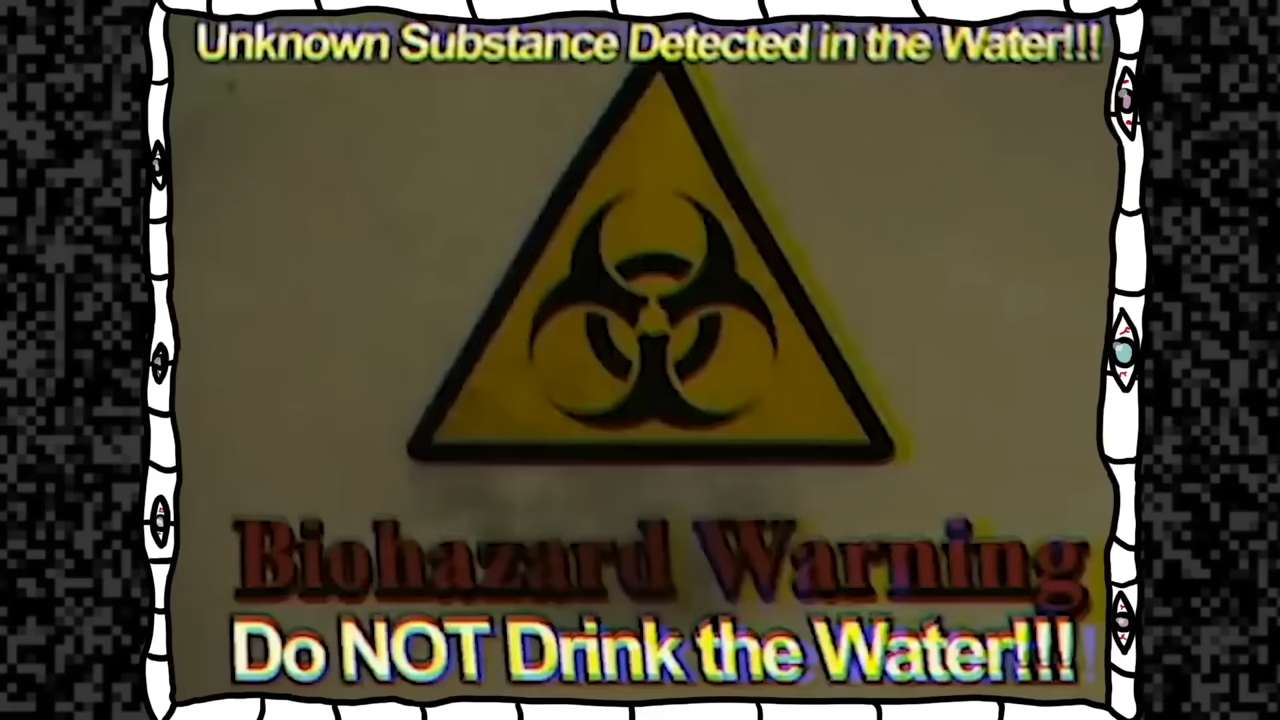 Unknown Substance Detected in the Water!!!
Biohazard Warning
Do NOT Drink the Water!!!